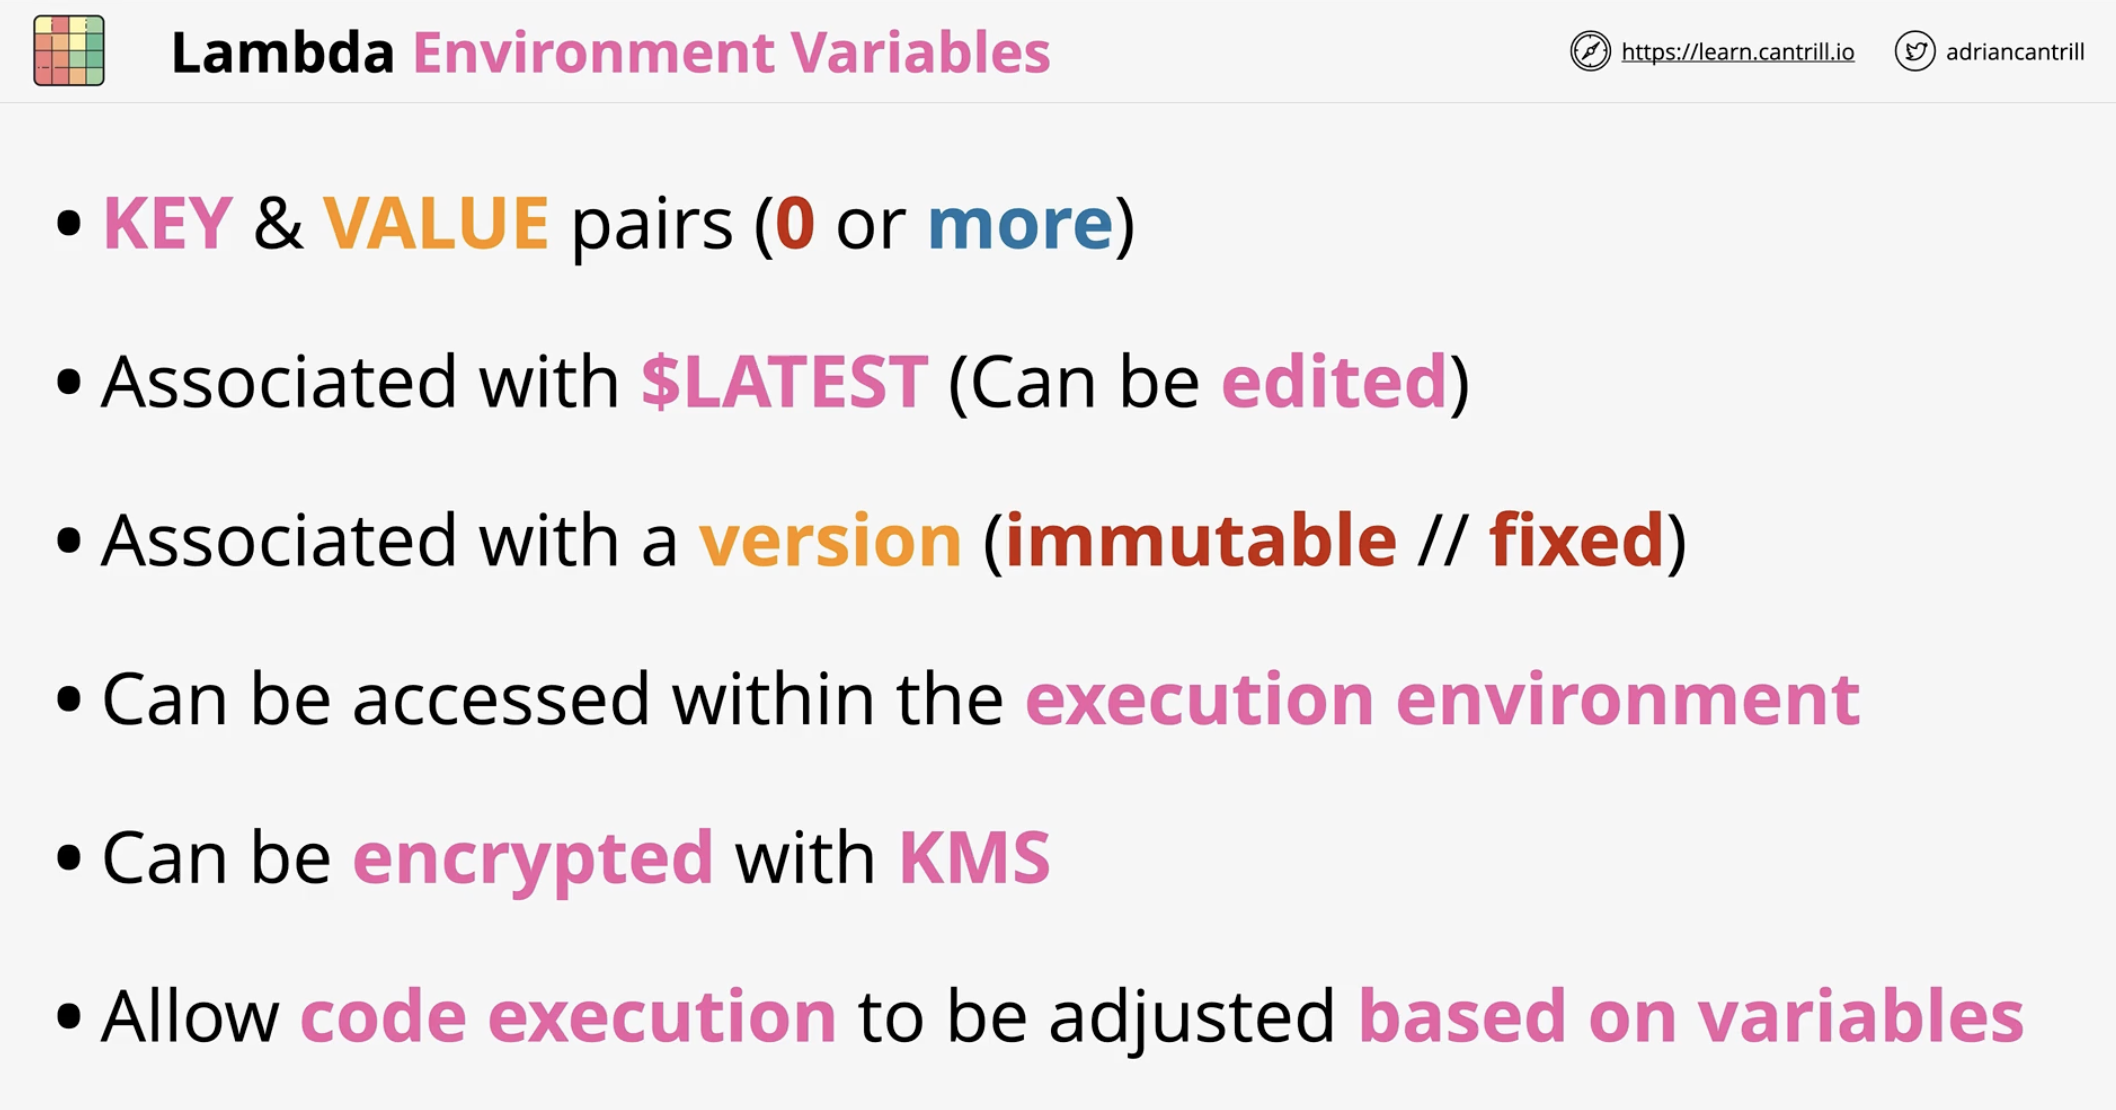 Lambda Environment Variables
https://learn.cantrill.io
adriancantrill
• KEY & VALUE pairs (0 or more)
• Associated with $LATEST (Can be edited)
• Associated with a version (immutable // fixed)
• Can be accessed within the execution environment
• Can be encrypted with KMS
• Allow code execution to be adjusted based on variables